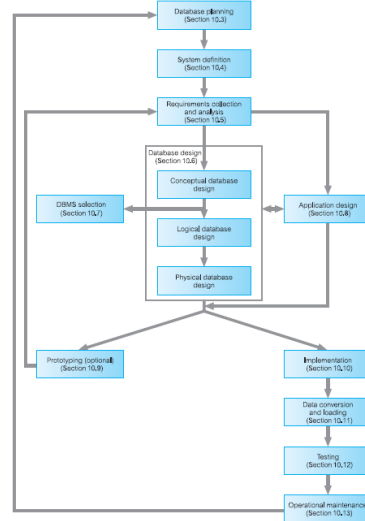 Database planning
(Section 10.3)
System definition
(Section 10.4)
Requirements collection
and analysis
(Section 10.5)
Database design
(Section 10.6)
Conceptual database
design
DBMS selection
(Section 10.7)
Application design
(Section 10.8)
Logical database
design
Physical database
design
Prototyping (optional)
(Section 10.9)
Implementation
(Section 10.10)
Data conversion
and loading
(Section 10.11)
Testing
(Section 10.12)
Operational maintenance
(Section 10.13)